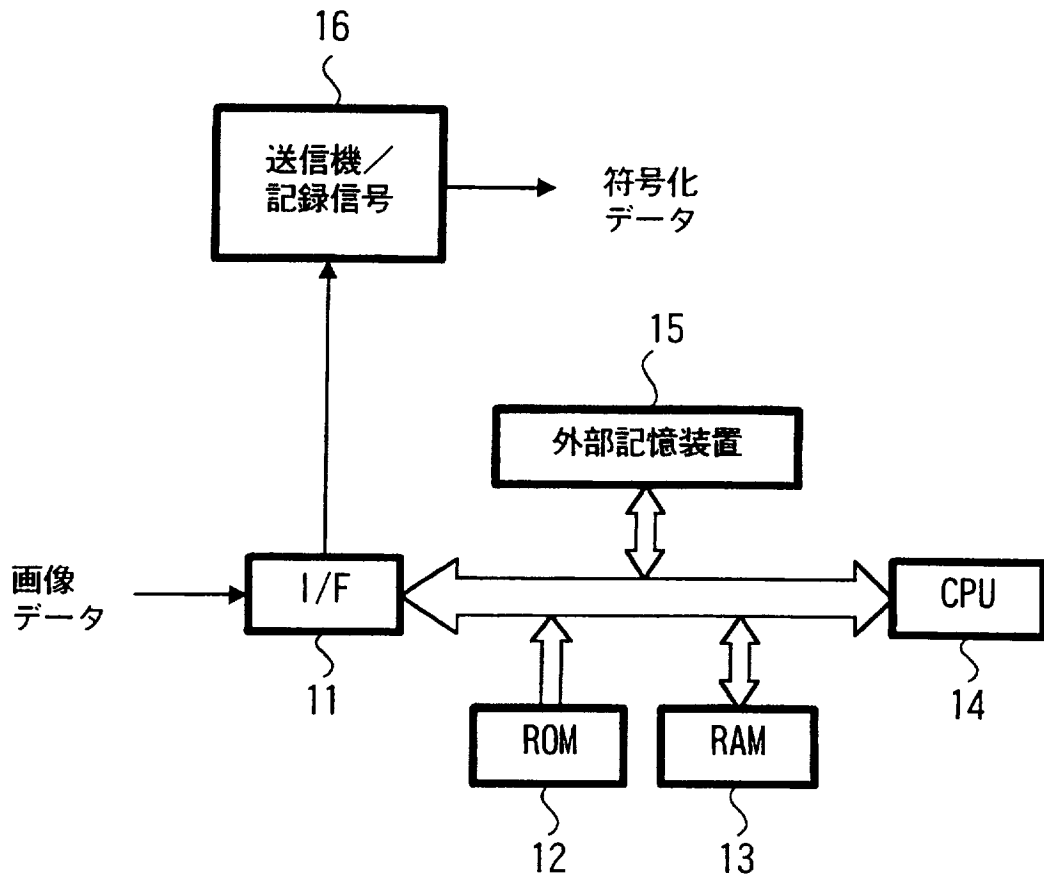 16
送信機／
記録信号
符号化
データ
15
外部記憶装置
画像
データ
I/F
CPU
11
14
ROM
RAM
12
13